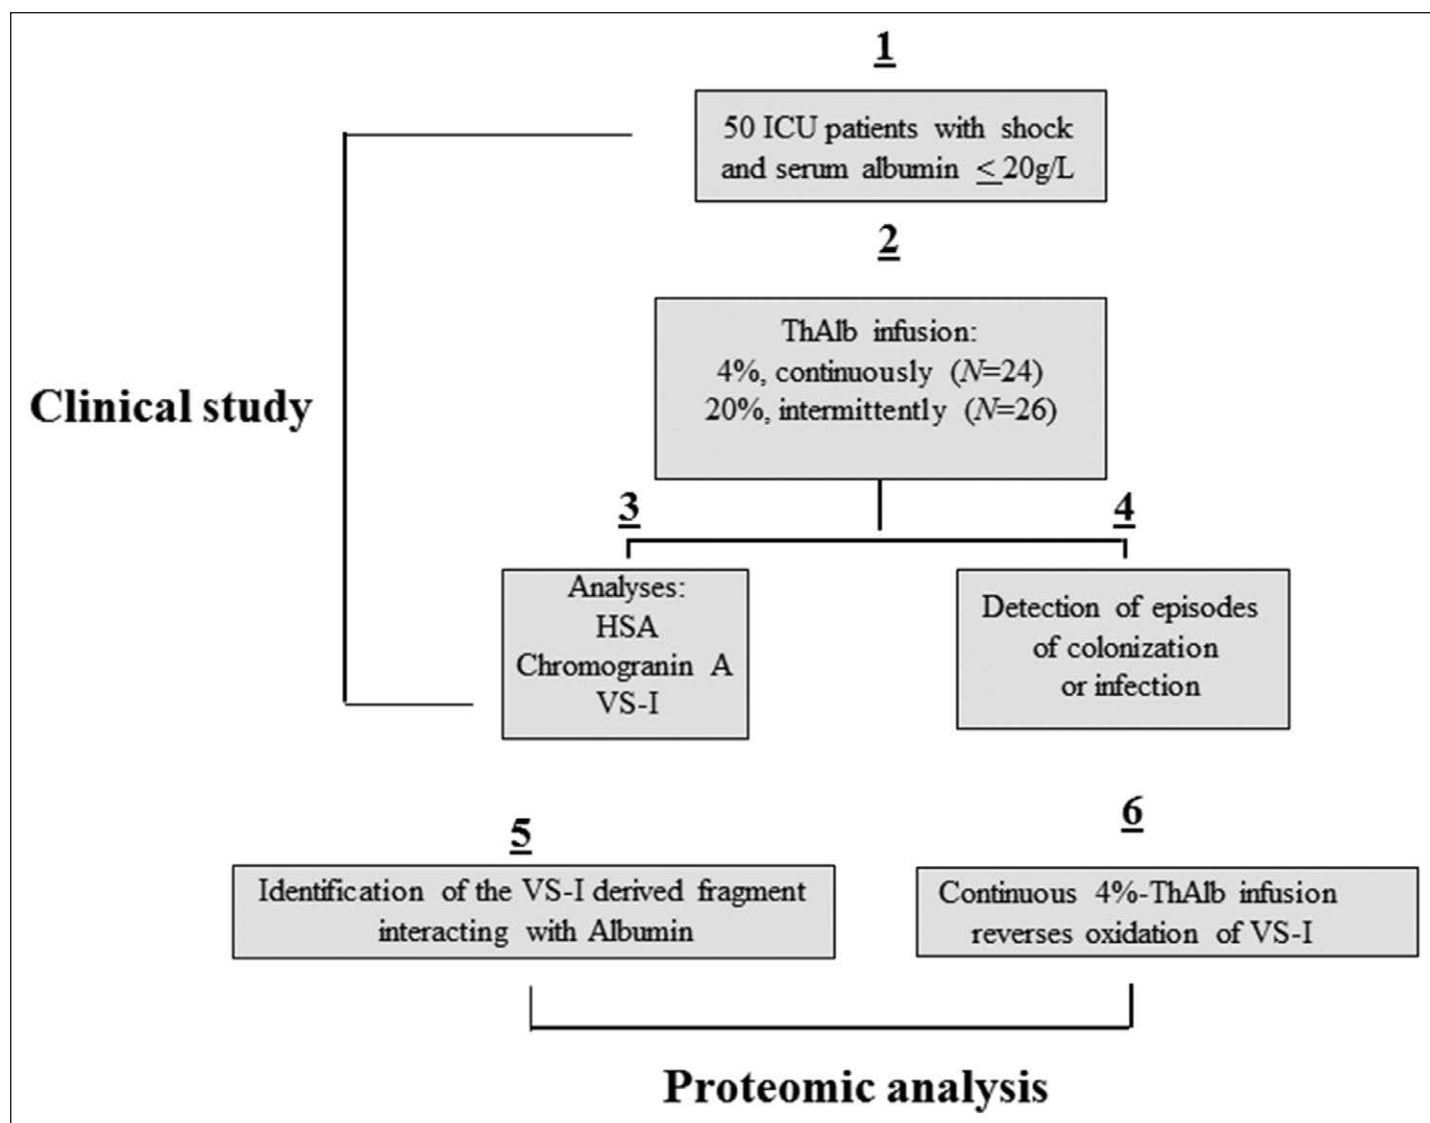 1
50 ICU patients with shock
and serum albumin ≤ 20g/L
2
ThAlb infusion:
4%, continuously (N=24)
20%, intermittently (N=26)
Clinical study
3
4
Analyses:
HSA
Chromogranin A
VS-I
Detection of episodes
of colonization
or infection
5
6
Identification of the VS-I derived fragment
interacting with Albumin
Continuous 4%-ThAlb infusion
reverses oxidation of VS-I
Proteomic analysis